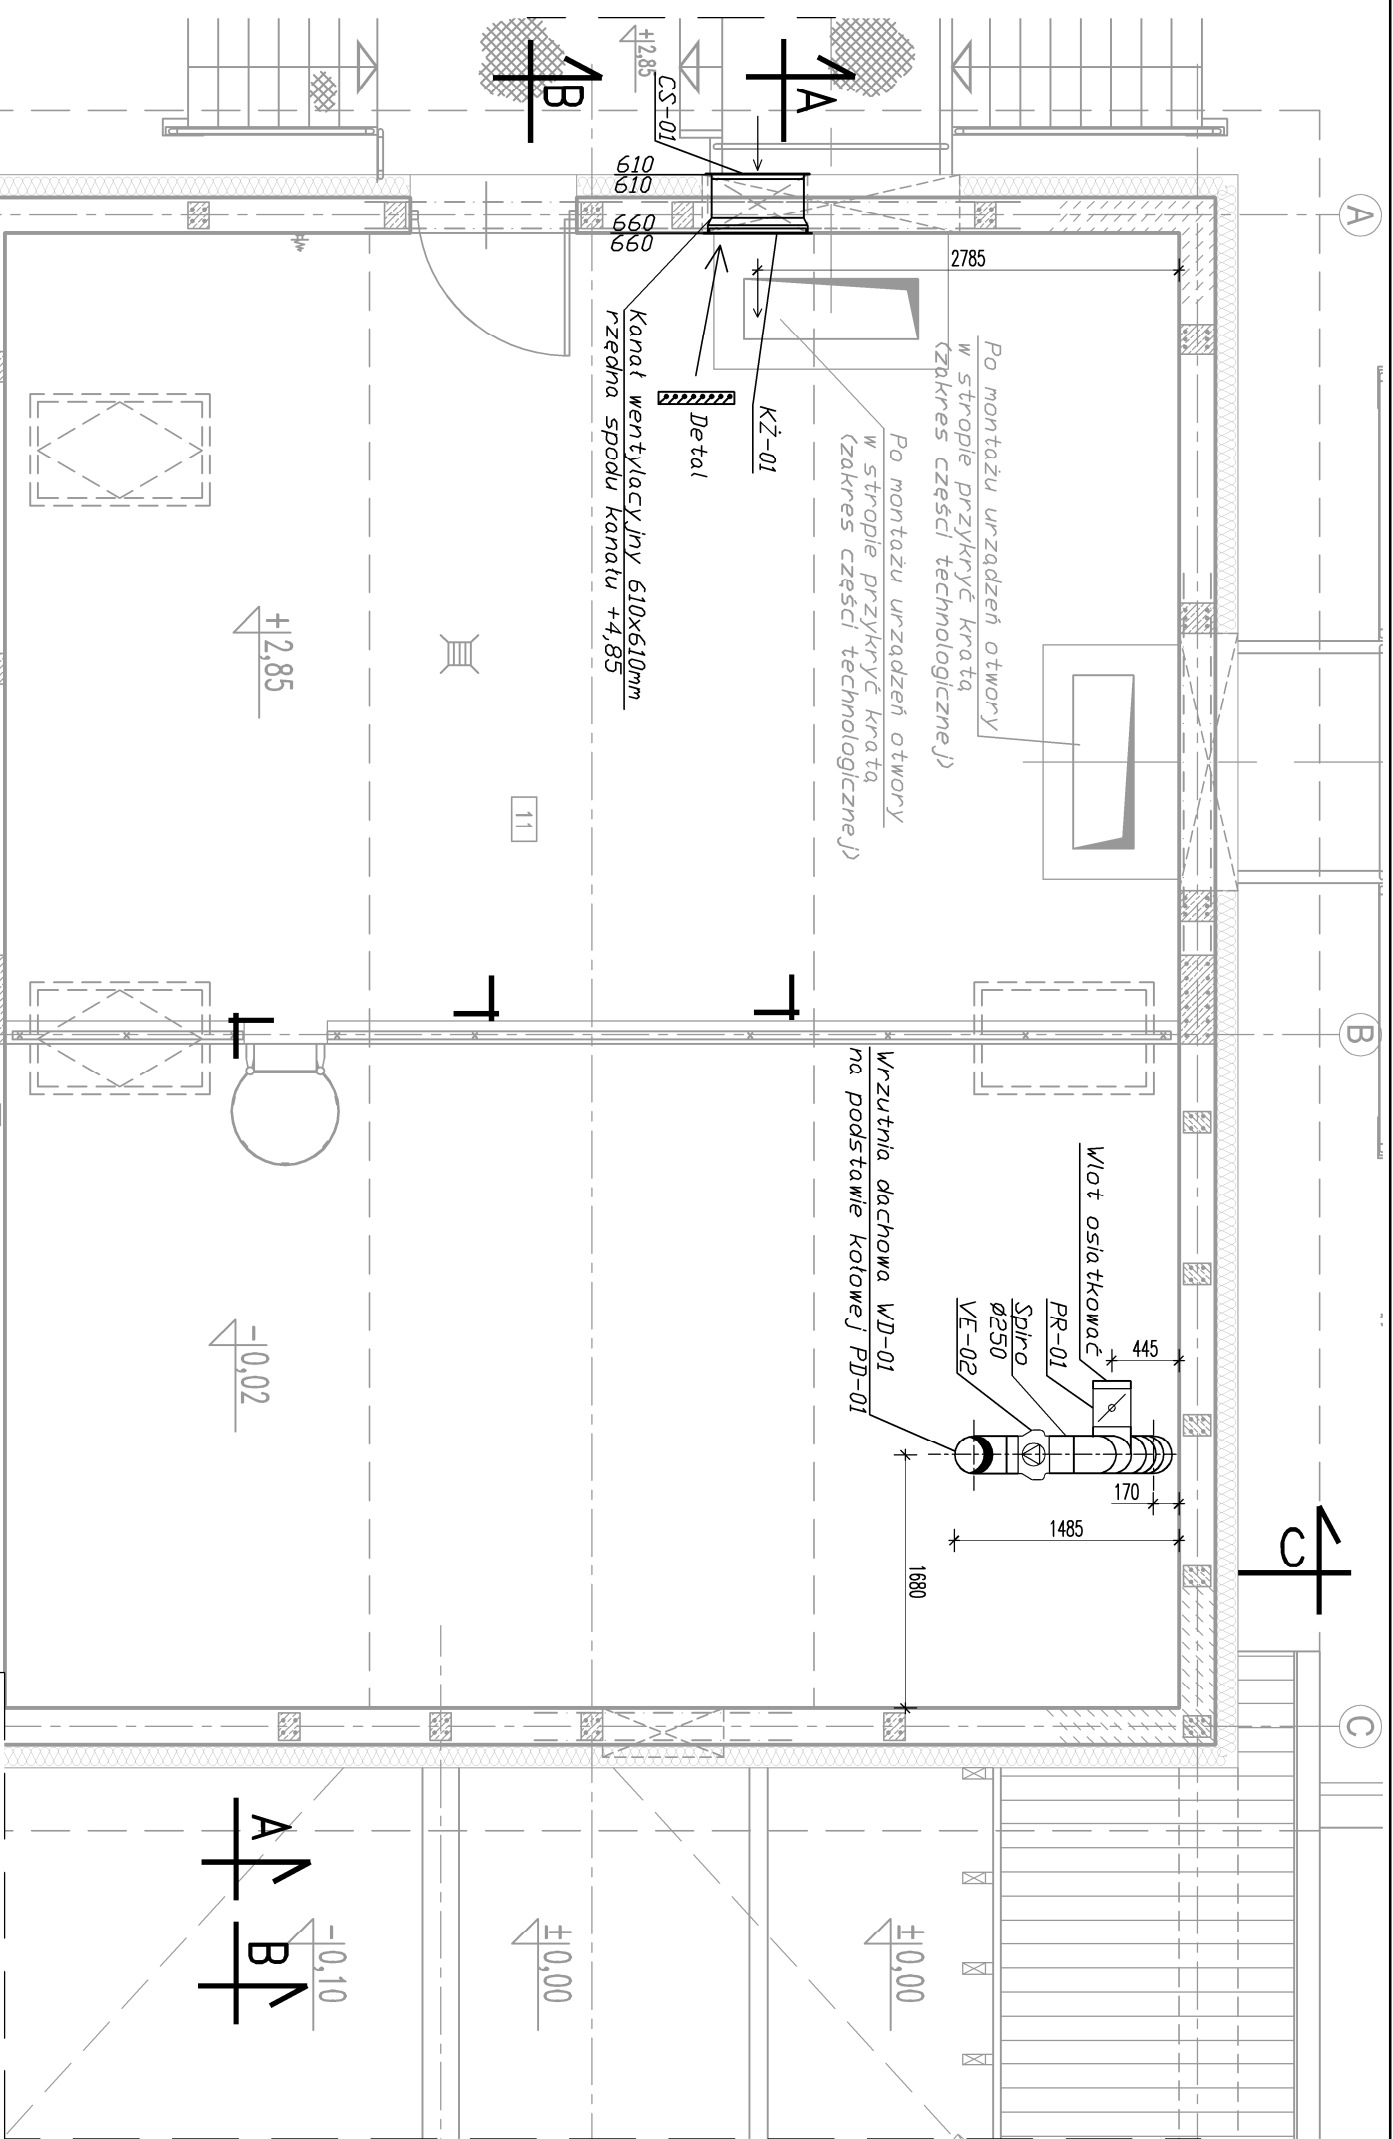 +2,85
A
B
CS-01
610
610
660
660
2785
A
Po montażu urządzeń otwory
w stropie przykryć kratą
(zakres części technologicznej)
Po montażu urządzeń otwory
w stropie przykryć kratą
(zakres części technologicznej)
KŻ-01
Detal
Kanał wentylacyjny 610x610mm
rzędna spodu kanału +4,85
+2,85
11
B
Wrzutnia dachowa WD-01
na podstawie kołowej PD-01
Wlot osiatkować
PR-01
Spiro
ø250
VE-02
445
170
1485
1680
-0,02
C
C
A
B
-0,10
±0,00
±0,00